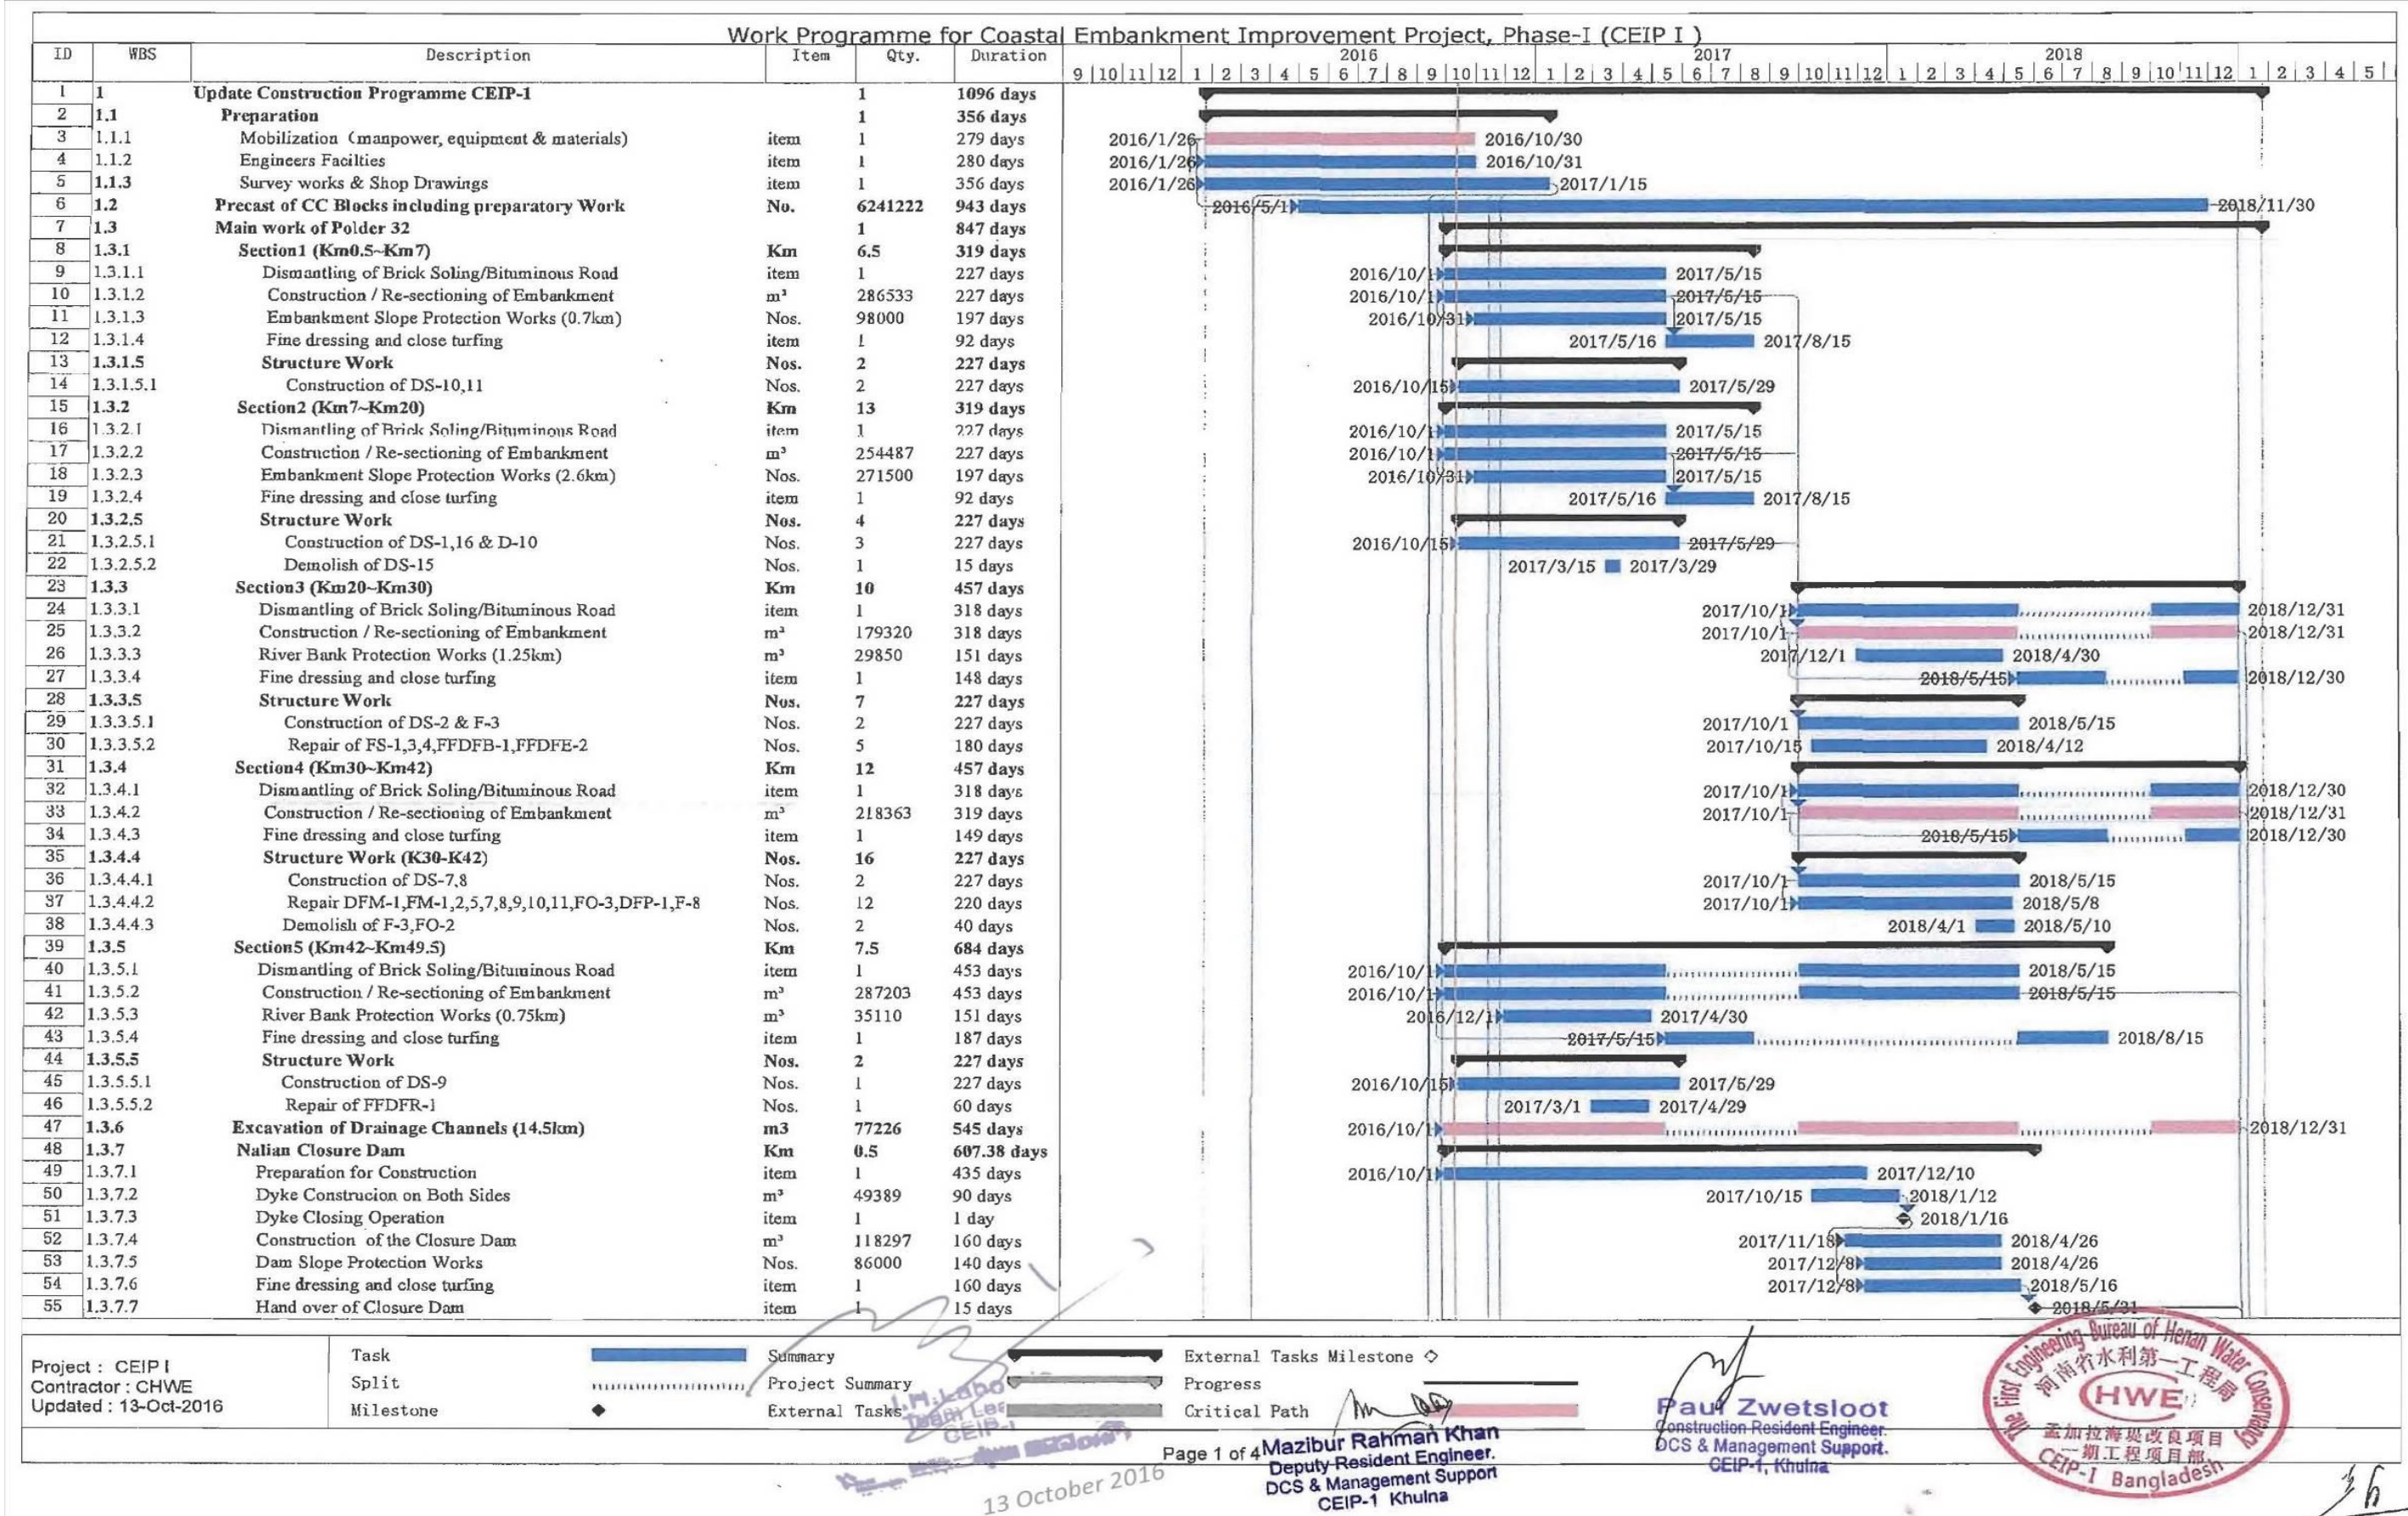 Work Programme for Coastal Embankment Improvement Project, Phase-I (CEIP I )
ID WBS Description Item Qty. Duration 2016 2017 2018
9 10 11 12 1 2 3 4 5 6 7 8 9 10 11 12 1 2 3 4 5 6 7 8 9 10 11 12 1 2 3 4 5 6 7 8 9 10 11 12 1 2 3 4 5
1 1 Update Construction Programme CEIP-1 1 1096 days
2 1.1 Preparation 1 356 days
3 1.1.1 Mobilization (manpower, equipment & materials) item 1 279 days 2016/1/26 2016/10/30
4 1.1.2 Engineers Facilties item 1 280 days 2016/1/26 2016/10/31
5 1.1.3 Survey works & Shop Drawings item 1 356 days 2016/1/26 2017/1/15
6 1.2 Precast of CC Blocks including preparatory Work No. 6241222 943 days 2016/5/1 2018/11/30
7 1.3 Main work of Polder 32 1 847 days
8 1.3.1 Section1 (Km0.5~Km7) Km 6.5 319 days
9 1.3.1.1 Dismantling of Brick Soling/Bituminous Road item 1 227 days 2016/10/1 2017/5/15
10 1.3.1.2 Construction / Re-sectioning of Embankment m³ 286533 227 days 2016/10/1 2017/5/15
11 1.3.1.3 Embankment Slope Protection Works (0.7km) Nos. 98000 197 days 2016/10/31 2017/5/15
12 1.3.1.4 Fine dressing and close turfing item 1 92 days 2017/5/16 2017/8/15
13 1.3.1.5 Structure Work Nos. 2 227 days
14 1.3.1.5.1 Construction of DS-10,11 Nos. 2 227 days 2016/10/15 2017/5/29
15 1.3.2 Section2 (Km7~Km20) Km 13 319 days
16 1.3.2.1 Dismantling of Brick Soling/Bituminous Road item 1 227 days 2016/10/1 2017/5/15
17 1.3.2.2 Construction / Re-sectioning of Embankment m³ 254487 227 days 2016/10/1 2017/5/15
18 1.3.2.3 Embankment Slope Protection Works (2.6km) Nos. 271500 197 days 2016/10/31 2017/5/15
19 1.3.2.4 Fine dressing and close turfing item 1 92 days 2017/5/16 2017/8/15
20 1.3.2.5 Structure Work Nos. 4 227 days
21 1.3.2.5.1 Construction of DS-1,16 & D-10 Nos. 3 227 days 2016/10/15 2017/5/29
22 1.3.2.5.2 Demolish of DS-15 Nos. 1 15 days 2017/3/15 2017/3/29
23 1.3.3 Section3 (Km20~Km30) Km 10 457 days
24 1.3.3.1 Dismantling of Brick Soling/Bituminous Road item 1 318 days 2017/10/1 2018/12/31
25 1.3.3.2 Construction / Re-sectioning of Embankment m³ 179320 318 days 2017/10/1 2018/12/31
26 1.3.3.3 River Bank Protection Works (1.25km) m³ 29850 151 days 2017/12/1 2018/4/30
27 1.3.3.4 Fine dressing and close turfing item 1 148 days 2018/5/15 2018/12/30
28 1.3.3.5 Structure Work Nos. 7 227 days
29 1.3.3.5.1 Construction of DS-2 & F-3 Nos. 2 227 days 2017/10/1 2018/5/15
30 1.3.3.5.2 Repair of FS-1,3,4,FFDFB-1,FFDFE-2 Nos. 5 180 days 2017/10/15 2018/4/12
31 1.3.4 Section4 (Km30~Km42) Km 12 457 days
32 1.3.4.1 Dismantling of Brick Soling/Bituminous Road item 1 318 days 2017/10/1 2018/12/30
33 1.3.4.2 Construction / Re-sectioning of Embankment m³ 218363 319 days 2017/10/1 2018/12/31
34 1.3.4.3 Fine dressing and close turfing item 1 149 days 2018/5/15 2018/12/30
35 1.3.4.4 Structure Work (K30-K42) Nos. 16 227 days
36 1.3.4.4.1 Construction of DS-7,8 Nos. 2 227 days 2017/10/1 2018/5/15
37 1.3.4.4.2 Repair DFM-1,FM-1,2,5,7,8,9,10,11,FO-3,DFP-1,F-8 Nos. 12 220 days 2017/10/1 2018/5/8
38 1.3.4.4.3 Demolish of F-3,FO-2 Nos. 2 40 days 2018/4/1 2018/5/10
39 1.3.5 Section5 (Km42~Km49.5) Km 7.5 684 days
40 1.3.5.1 Dismantling of Brick Soling/Bituminous Road item 1 453 days 2016/10/1 2018/5/15
41 1.3.5.2 Construction / Re-sectioning of Embankment m³ 287203 453 days 2016/10/1 2018/5/15
42 1.3.5.3 River Bank Protection Works (0.75km) m³ 35110 151 days 2016/12/1 2017/4/30
43 1.3.5.4 Fine dressing and close turfing item 1 187 days 2017/5/15 2018/8/15
44 1.3.5.5 Structure Work Nos. 2 227 days
45 1.3.5.5.1 Construction of DS-9 Nos. 1 227 days 2016/10/15 2017/5/29
46 1.3.5.5.2 Repair of FFDFR-1 Nos. 1 60 days 2017/3/1 2017/4/29
47 1.3.6 Excavation of Drainage Channels (14.5km) m3 77226 545 days 2016/10/1 2018/12/31
48 1.3.7 Nalian Closure Dam Km 0.5 607.38 days
49 1.3.7.1 Preparation for Construction item 1 435 days 2016/10/1 2017/12/10
50 1.3.7.2 Dyke Construcion on Both Sides m³ 49389 90 days 2017/10/15 2018/1/12
51 1.3.7.3 Dyke Closing Operation item 1 1 day 2018/1/16
52 1.3.7.4 Construction of the Closure Dam m³ 118297 160 days 2017/11/18 2018/4/26
53 1.3.7.5 Dam Slope Protection Works Nos. 86000 140 days 2017/12/8 2018/4/26
54 1.3.7.6 Fine dressing and close turfing item 1 160 days 2017/12/8 2018/5/16
55 1.3.7.7 Hand over of Closure Dam item 1 15 days 2018/5/31
Project : CEIP I
Contractor : CHWE
Updated : 13-Oct-2016
Task Summary External Tasks Milestone
Split Project Summary Progress
Milestone External Tasks Critical Path
Page 1 of 4
13 October 2016
Mazibur Rahman Khan
Deputy Resident Engineer.
DCS & Management Support
CEIP-1 Khulna
Paul Zwetsloot
Construction Resident Engineer.
DCS & Management Support.
CEIP-1, Khulna
The First Engineering Bureau of Henan Water Conservancy
河南省水利第一工程局
HWE
孟加拉海堤改良项目
一期工程项目部
CEIP-I Bangladesh